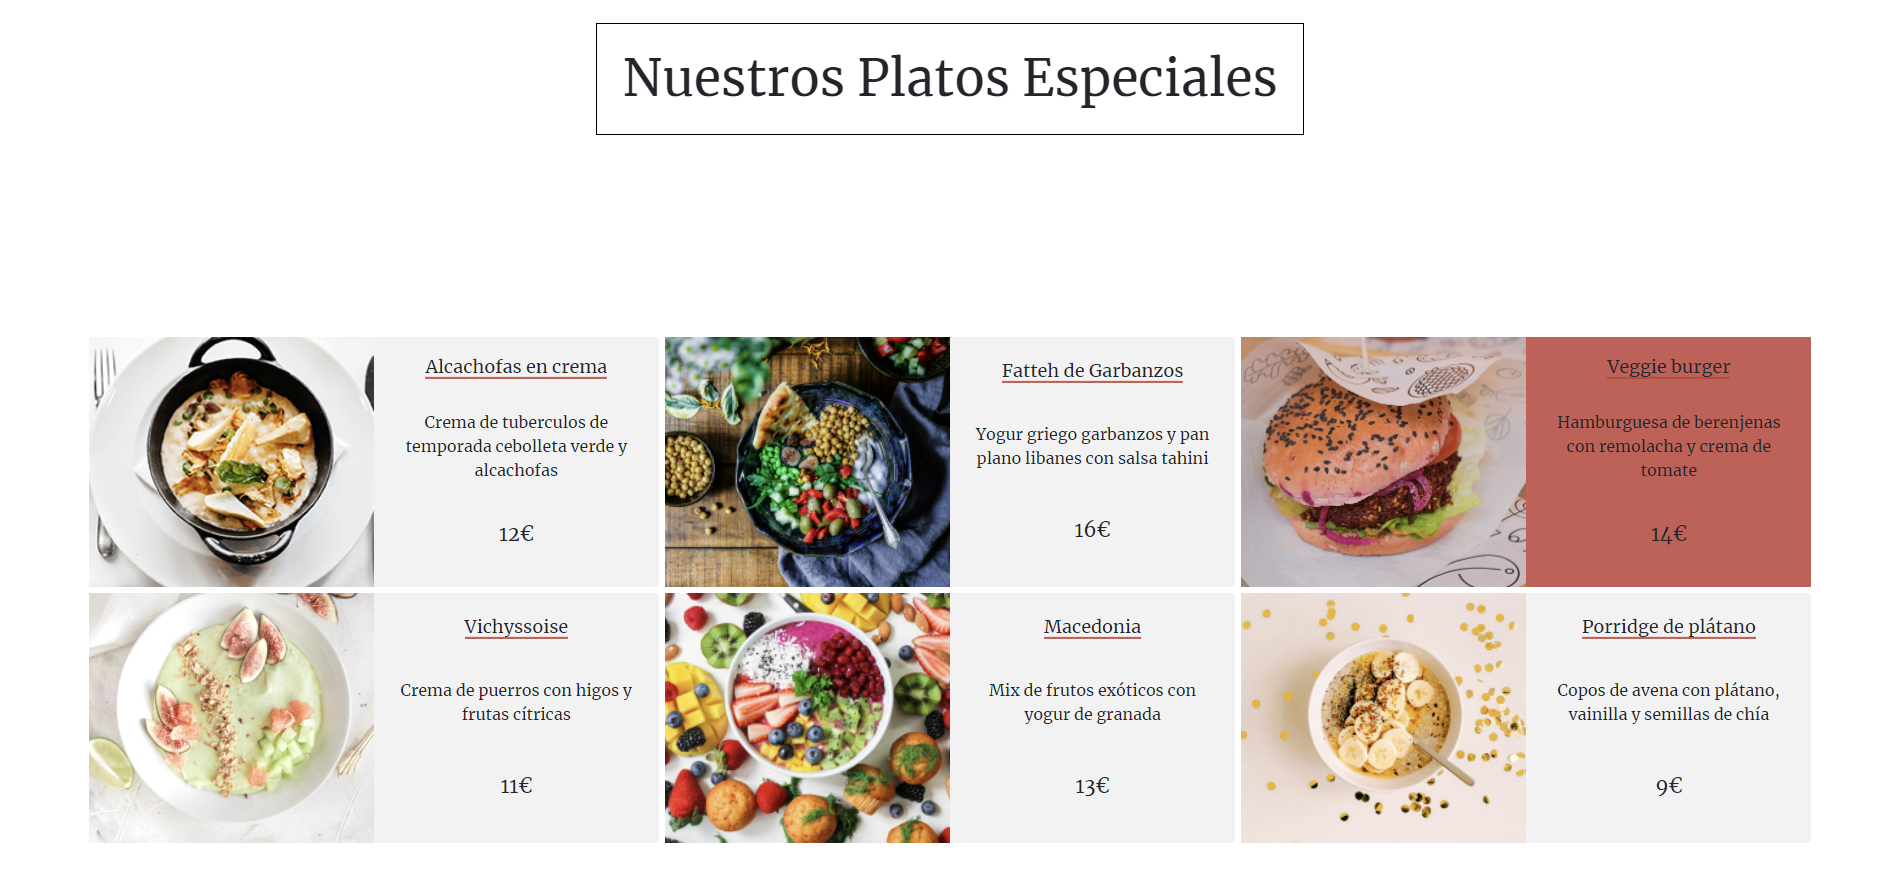 Nuestros Platos Especiales
Alcachofas en crema
Crema de tuberculos de
temporada cebolleta verde y
alcachofas
12€
Fatteh de Garbanzos
Yogur griego garbanzos y pan
plano libanes con salsa tahini
16€
Veggie burger
Hamburguesa de berenjenas
con remolacha y crema de
tomate
14€
Vichyssoise
Crema de puerros con higos y
frutas cítricas
11€
Macedonia
Mix de frutos exóticos con
yogur de granada
13€
Porridge de plátano
Copos de avena con plátano,
vainilla y semillas de chía
9€